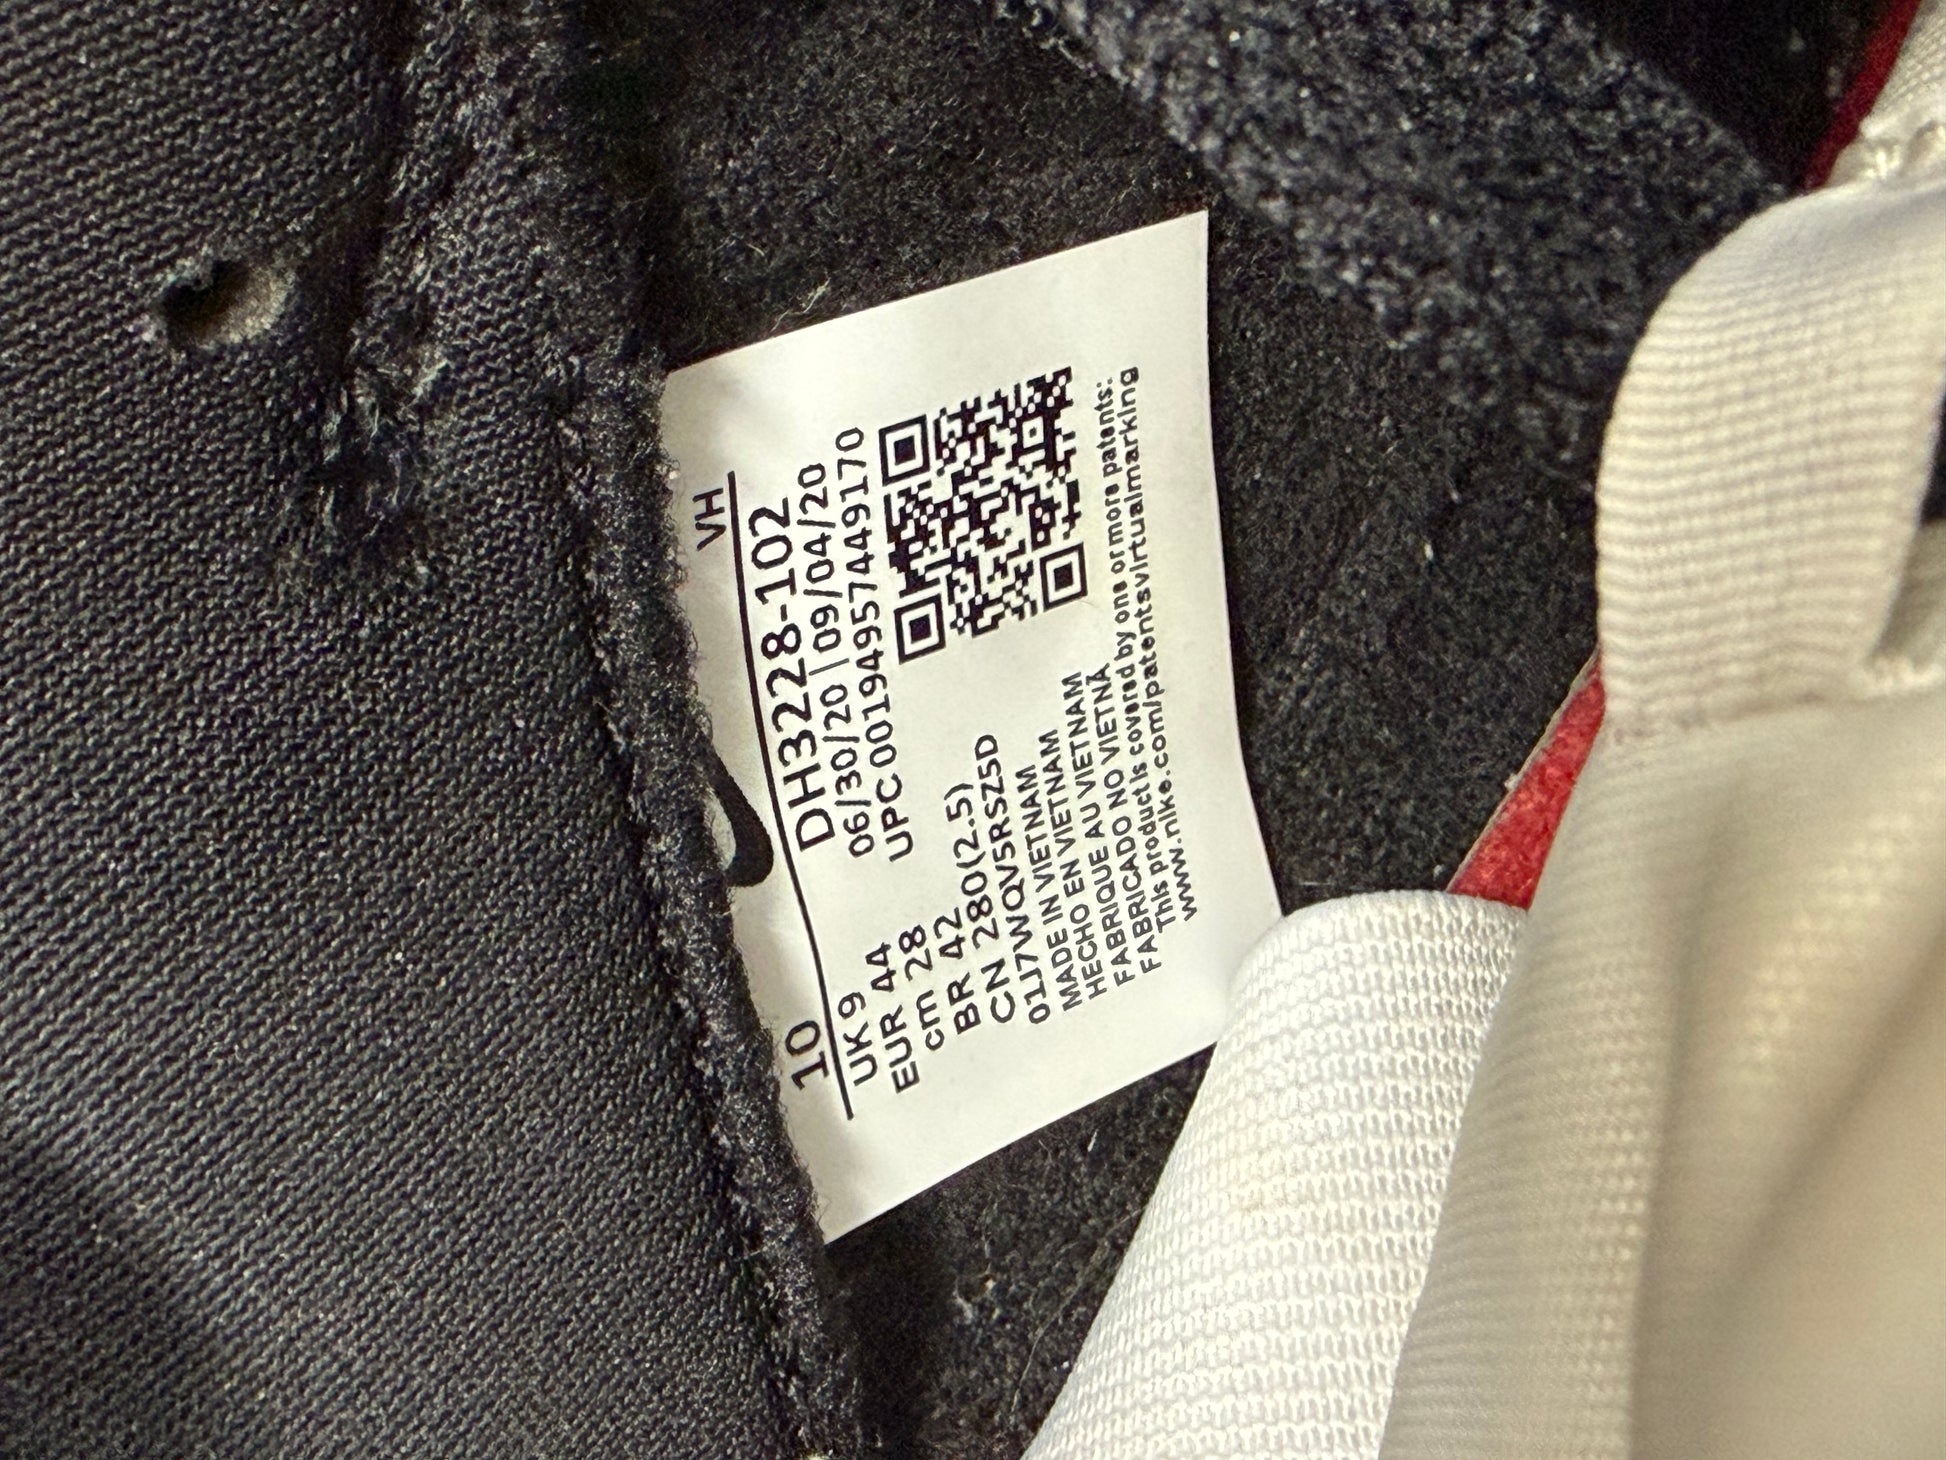 10 VH
UK 9 DH3228-102
EUR 44 06/30/20 | 09/04/20
cm 28 UPC 00194957449170
BR 42
CN 280(2.5)
01J7WQV5RSZ5D
MADE IN VIETNAM
HECHO EN VIETNAM
FABRIQUE AU VIETNAM
FABRICADO NO VIETNÃ
This product is covered by one or more patents:
www.nike.com/patentsvirtualmarking